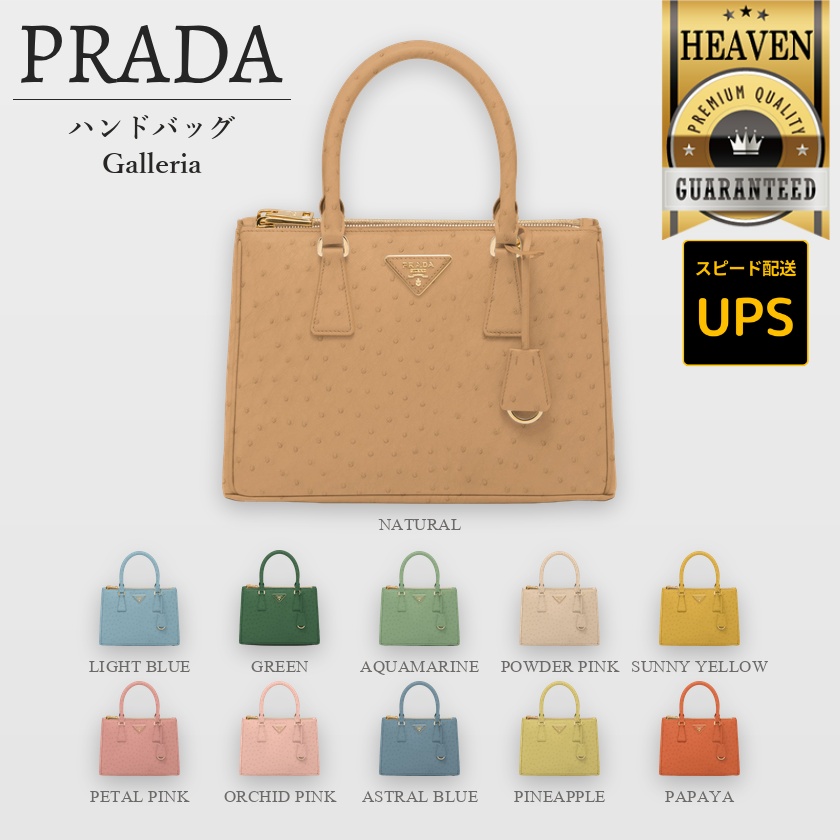 PRADA
ハンドバッグ
Galleria
HEAVEN
PREMIUM QUALITY
GUARANTEED
スピード配送
UPS
PRADA
NATURAL
LIGHT BLUE
GREEN
AQUAMARINE
POWDER PINK
SUNNY YELLOW
PETAL PINK
ORCHID PINK
ASTRAL BLUE
PINEAPPLE
PAPAYA